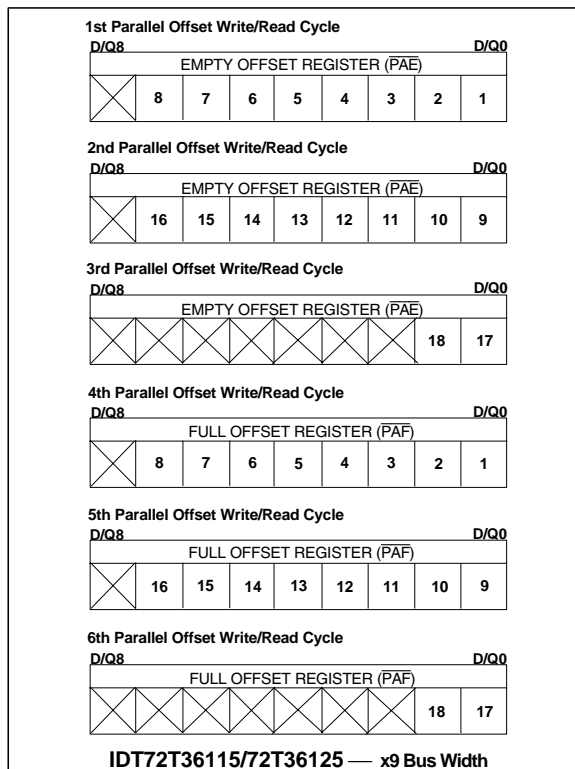 1st Parallel Offset Write/Read Cycle
D/Q8 D/Q0
EMPTY OFFSET REGISTER (PAE)
8 7 6 5 4 3 2 1
2nd Parallel Offset Write/Read Cycle
D/Q8 D/Q0
EMPTY OFFSET REGISTER (PAE)
16 15 14 13 12 11 10 9
3rd Parallel Offset Write/Read Cycle
D/Q8 D/Q0
EMPTY OFFSET REGISTER (PAE)
18 17
4th Parallel Offset Write/Read Cycle
D/Q8 D/Q0
FULL OFFSET REGISTER (PAF)
8 7 6 5 4 3 2 1
5th Parallel Offset Write/Read Cycle
D/Q8 D/Q0
FULL OFFSET REGISTER (PAF)
16 15 14 13 12 11 10 9
6th Parallel Offset Write/Read Cycle
D/Q8 D/Q0
FULL OFFSET REGISTER (PAF)
18 17
IDT72T36115/72T36125 — x9 Bus Width